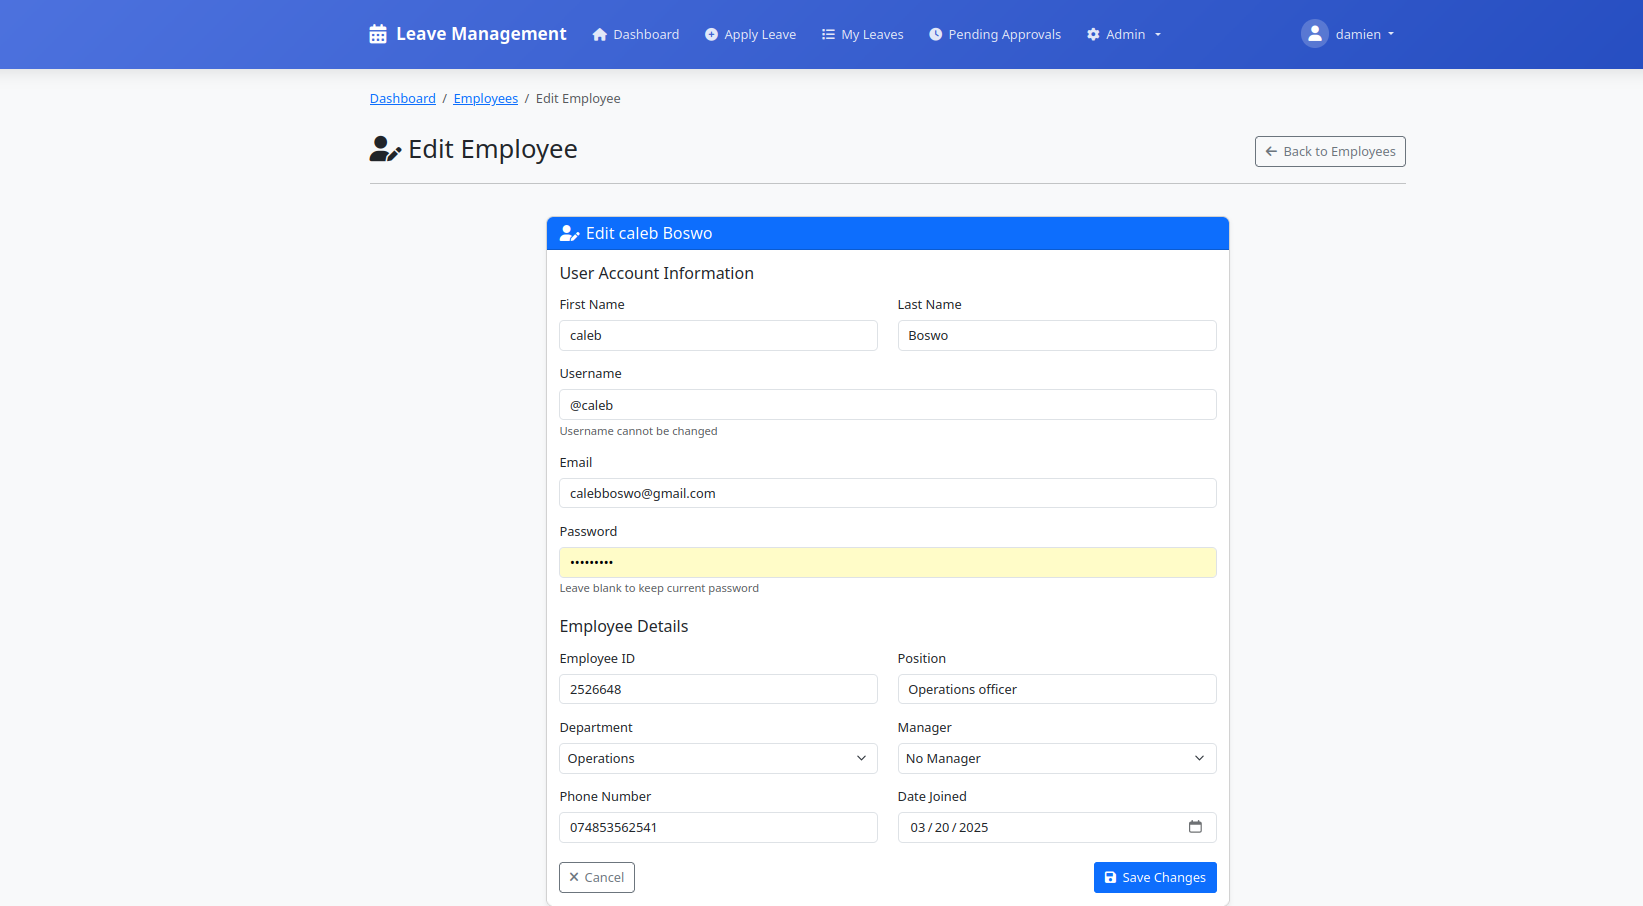 Leave Management Dashboard Apply Leave My Leaves Pending Approvals Admin damien
Dashboard / Employees / Edit Employee
Edit Employee
Back to Employees
Edit caleb Boswo
User Account Information
First Name Last Name
caleb Boswo
Username
@caleb
Username cannot be changed
Email
calebboswo@gmail.com
Password
•••••••••
Leave blank to keep current password
Employee Details
Employee ID Position
2526648 Operations officer
Department Manager
Operations No Manager
Phone Number Date Joined
074853562541 03/20/2025
Cancel Save Changes